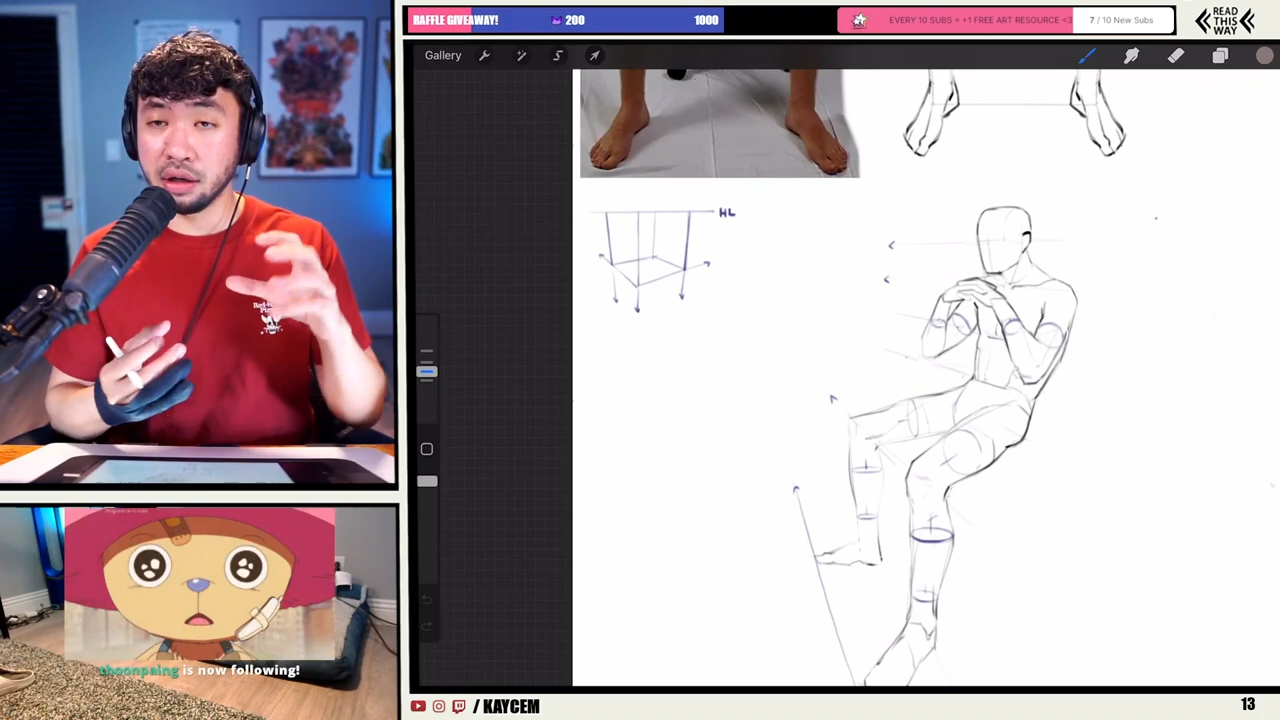 RAFFLE GIVEAWAY!
200
1000
EVERY 10 SUBS = +1 FREE ART RESOURCE <3
7 / 10 New Subs
READ
THIS
WAY
Gallery
HL
thoonpaing is now following!
/ KAYCEM
13